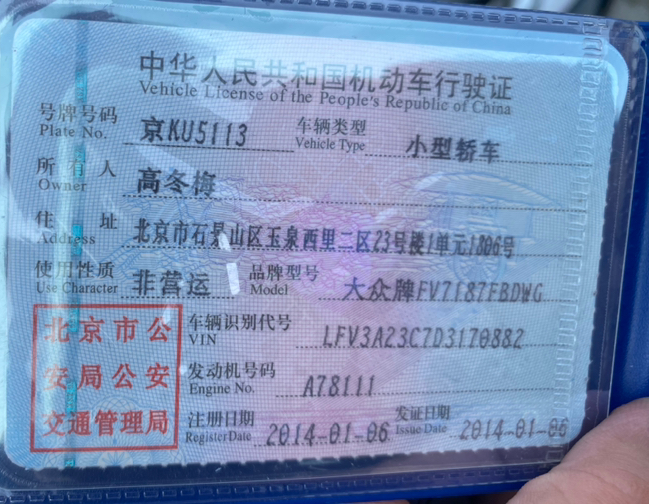 中华人民共和国机动车行驶证
Vehicle License of the People's Republic of China
号牌号码 京KU5113 车辆类型 小型轿车
Plate No. Vehicle Type
所有人 高冬梅
Owner
住址 北京市石景山区玉泉西里二区23号楼1单元1806号
Address
使用性质 非营运 品牌型号 大众牌FV7187FBDWG
Use Character Model
北京市公安局公安交通管理局
车辆识别代号 LFV3A23C7D3170882
VIN
发动机号码 A78111
Engine No.
注册日期 2014-01-06 发证日期 2014-01-06
Register Date Issue Date